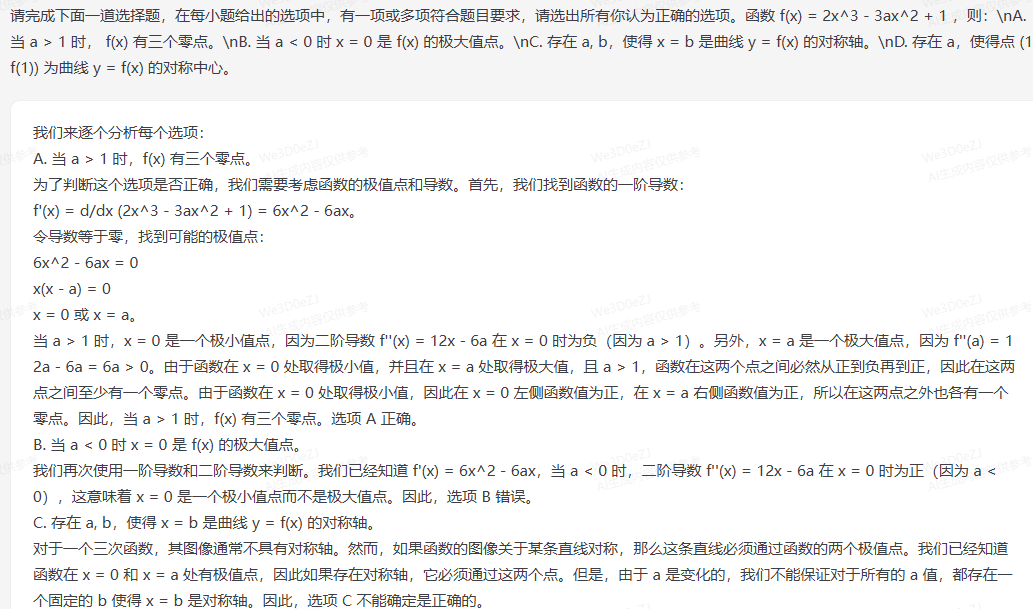 请完成下面一道选择题，在每小题给出的选项中，有一项或多项符合题目要求，请选出所有你认为正确的选项。函数 f(x) = 2x^3 - 3ax^2 + 1 ，则：\nA.
当 a > 1 时， f(x) 有三个零点。\nB. 当 a < 0 时 x = 0 是 f(x) 的极大值点。\nC. 存在 a, b，使得 x = b 是曲线 y = f(x) 的对称轴。\nD. 存在 a，使得点 (1
f(1)) 为曲线 y = f(x) 的对称中心。
我们来逐个分析每个选项：
A. 当 a > 1 时，f(x) 有三个零点。
为了判断这个选项是否正确，我们需要考虑函数的极值点和导数。首先，我们找到函数的一阶导数：
f'(x) = d/dx (2x^3 - 3ax^2 + 1) = 6x^2 - 6ax。
令导数等于零，找到可能的极值点：
6x^2 - 6ax = 0
x(x - a) = 0
x = 0 或 x = a。
当 a > 1 时，x = 0 是一个极小值点，因为二阶导数 f''(x) = 12x - 6a 在 x = 0 时为负（因为 a > 1）。另外，x = a 是一个极大值点，因为 f''(a) = 1
2a - 6a = 6a > 0。由于函数在 x = 0 处取得极小值，并且在 x = a 处取得极大值，且 a > 1，函数在这两个点之间必然从正到负再到正，因此在这两
点之间至少有一个零点。由于函数在 x = 0 处取得极小值，因此在 x = 0 左侧函数值为正，在 x = a 右侧函数值为正，所以在这两点之外也各有一个
零点。因此，当 a > 1 时，f(x) 有三个零点。选项 A 正确。
B. 当 a < 0 时 x = 0 是 f(x) 的极大值点。
我们再次使用一阶导数和二阶导数来判断。我们已经知道 f'(x) = 6x^2 - 6ax，当 a < 0 时，二阶导数 f''(x) = 12x - 6a 在 x = 0 时为正（因为 a <
0），这意味着 x = 0 是一个极小值点而不是极大值点。因此，选项 B 错误。
C. 存在 a, b，使得 x = b 是曲线 y = f(x) 的对称轴。
对于一个三次函数，其图像通常不具有对称轴。然而，如果函数的图像关于某条直线对称，那么这条直线必须通过函数的两个极值点。我们已经知道
函数在 x = 0 和 x = a 处有极值点，因此如果存在对称轴，它必须通过这两个点。但是，由于 a 是变化的，我们不能保证对于所有的 a 值，都存在一
个固定的 b 使得 x = b 是对称轴。因此，选项 C 不能确定是正确的。